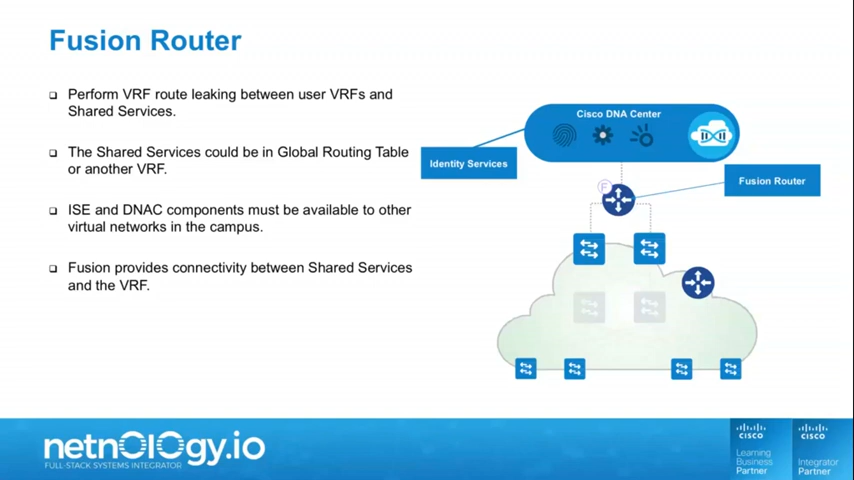 Fusion Router
Perform VRF route leaking between user VRFs and
Shared Services.
The Shared Services could be in Global Routing Table
or another VRF.
ISE and DNAC components must be available to other
virtual networks in the campus.
Fusion provides connectivity between Shared Services
and the VRF.
Cisco DNA Center
Identity Services
Fusion Router
F
netnology.io
FULL-STACK SYSTEMS INTEGRATOR
CISCO
Learning
Business
Partner
CISCO
Integrator
Partner